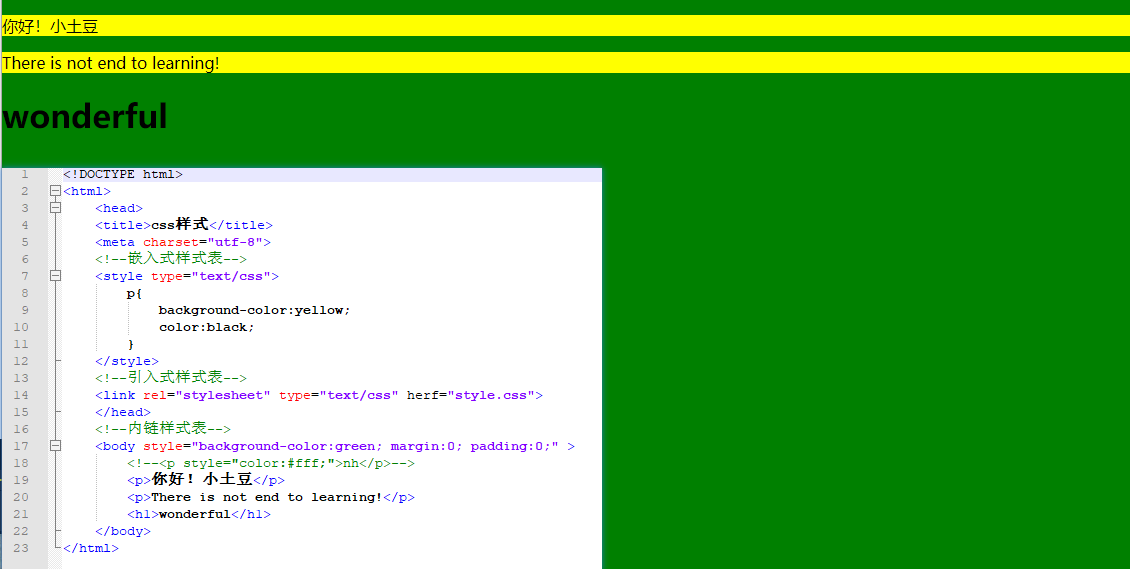 你好！小土豆
There is not end to learning!
wonderful
1 <!DOCTYPE html>
2 <html>
3 <head>
4 <title>css样式</title>
5 <meta charset="utf-8">
6 <!--嵌入式样式表-->
7 <style type="text/css">
8 p{
9 background-color:yellow;
10 color:black;
11 }
12 </style>
13 <!--引入式样式表-->
14 <link rel="stylesheet" type="text/css" herf="style.css">
15 </head>
16 <!--内链样式表-->
17 <body style="background-color:green; margin:0; padding:0;" >
18 <!--<p style="color:#fff;">nh</p>-->
19 <p>你好！小土豆</p>
20 <p>There is not end to learning!</p>
21 <h1>wonderful</h1>
22 </body>
23 </html>